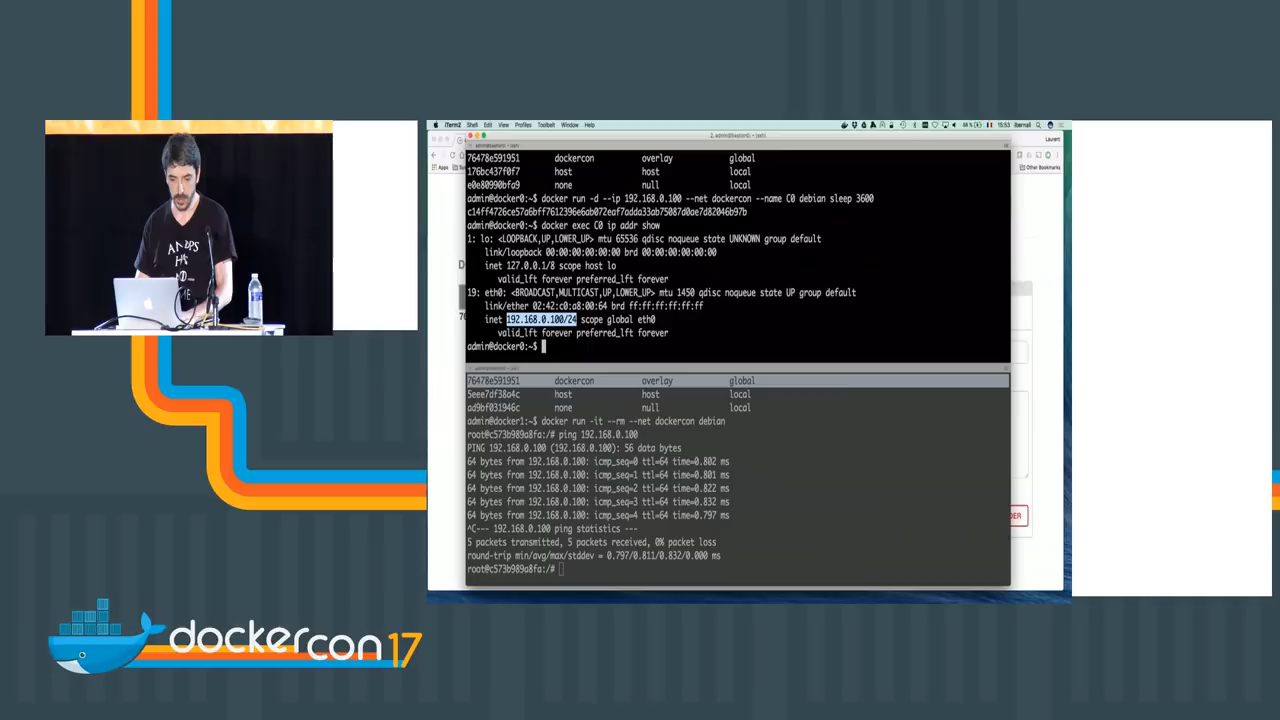 iTerm2 Shell Edit View Profiles Toolbelt Window Help
Laurent
Apps
Other Bookmarks
76478e591951 dockercon overlay global
176bc437f0f7 host host local
e0e80990bfa9 none null local
admin@docker0:~$ docker run -d --ip 192.168.0.100 --net dockercon --name C0 debian sleep 3600
c14ff4726ce57a6bff7612396e6ab072eaf7adda33ab75087d0ae7d82046b97b
admin@docker0:~$ docker exec C0 ip addr show
1: lo: <LOOPBACK,UP,LOWER_UP> mtu 65536 qdisc noqueue state UNKNOWN group default
link/loopback 00:00:00:00:00:00 brd 00:00:00:00:00:00
inet 127.0.0.1/8 scope host lo
valid_lft forever preferred_lft forever
19: eth0: <BROADCAST,MULTICAST,UP,LOWER_UP> mtu 1450 qdisc noqueue state UP group default
link/ether 02:42:c0:a8:00:64 brd ff:ff:ff:ff:ff:ff
inet 192.168.0.100/24 scope global eth0
valid_lft forever preferred_lft forever
admin@docker0:~$
76478e591951 dockercon overlay global
5eee7df38a4c host host local
ad9bf031946c none null local
admin@docker1:~$ docker run -it --rm --net dockercon debian
root@c573b989a8fa:/# ping 192.168.0.100
PING 192.168.0.100 (192.168.0.100): 56 data bytes
64 bytes from 192.168.0.100: icmp_seq=0 ttl=64 time=0.802 ms
64 bytes from 192.168.0.100: icmp_seq=1 ttl=64 time=0.801 ms
64 bytes from 192.168.0.100: icmp_seq=2 ttl=64 time=0.822 ms
64 bytes from 192.168.0.100: icmp_seq=3 ttl=64 time=0.832 ms
64 bytes from 192.168.0.100: icmp_seq=4 ttl=64 time=0.797 ms
^C--- 192.168.0.100 ping statistics ---
5 packets transmitted, 5 packets received, 0% packet loss
round-trip min/avg/max/stddev = 0.797/0.811/0.832/0.000 ms
root@c573b989a8fa:/#
dockercon 17